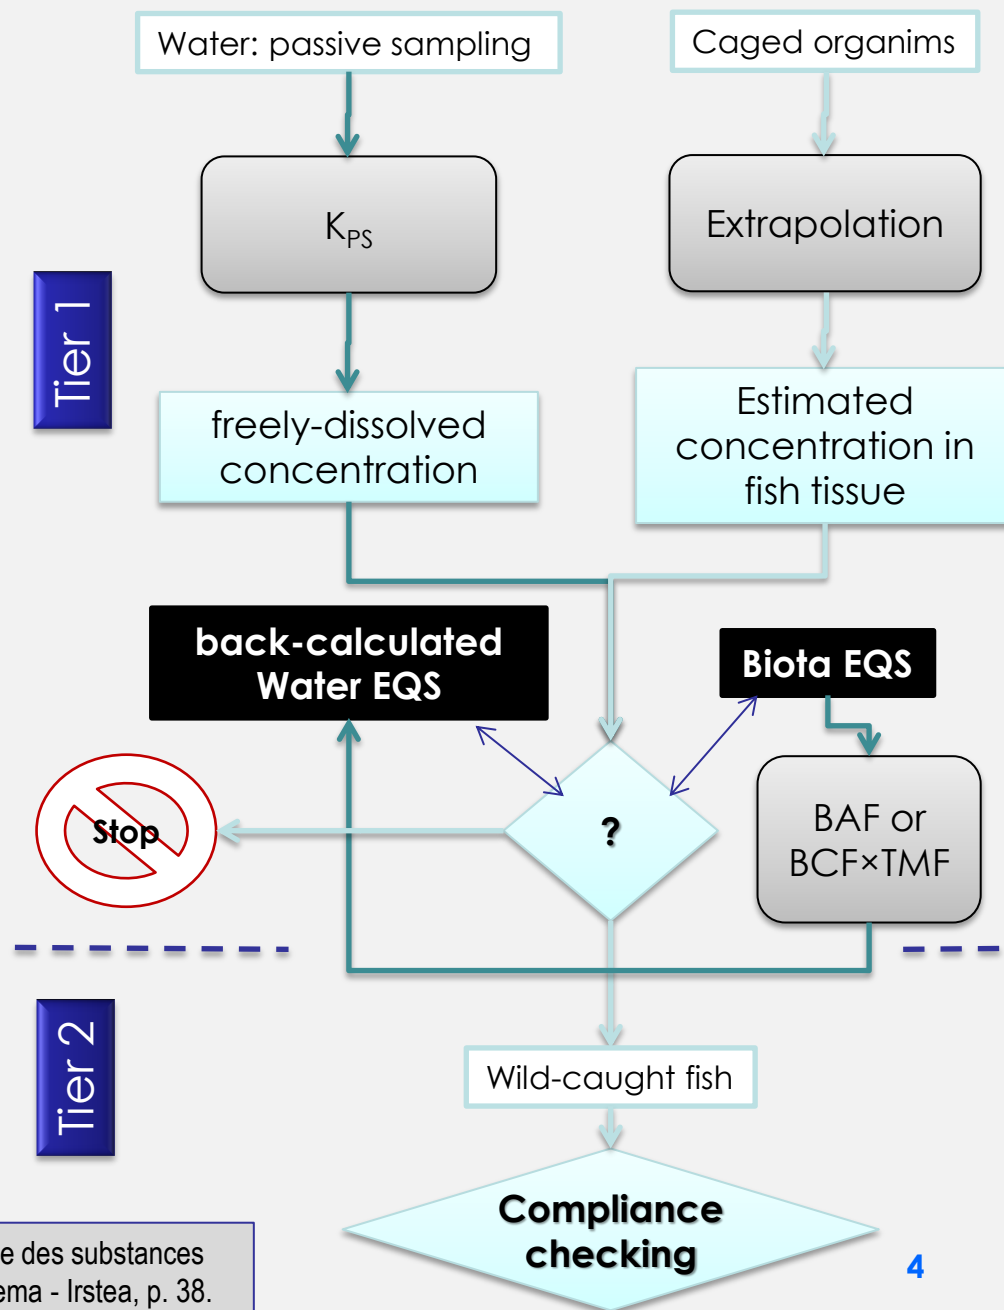 Water: passive sampling
Caged organims
K_PS
Extrapolation
Tier 1
freely-dissolved
concentration
Estimated
concentration in
fish tissue
back-calculated
Water EQS
Biota EQS
Stop
?
BAF or
BCF×TMF
Tier 2
Wild-caught fish
Compliance
checking
des substances
- Irstea, p. 38.
4